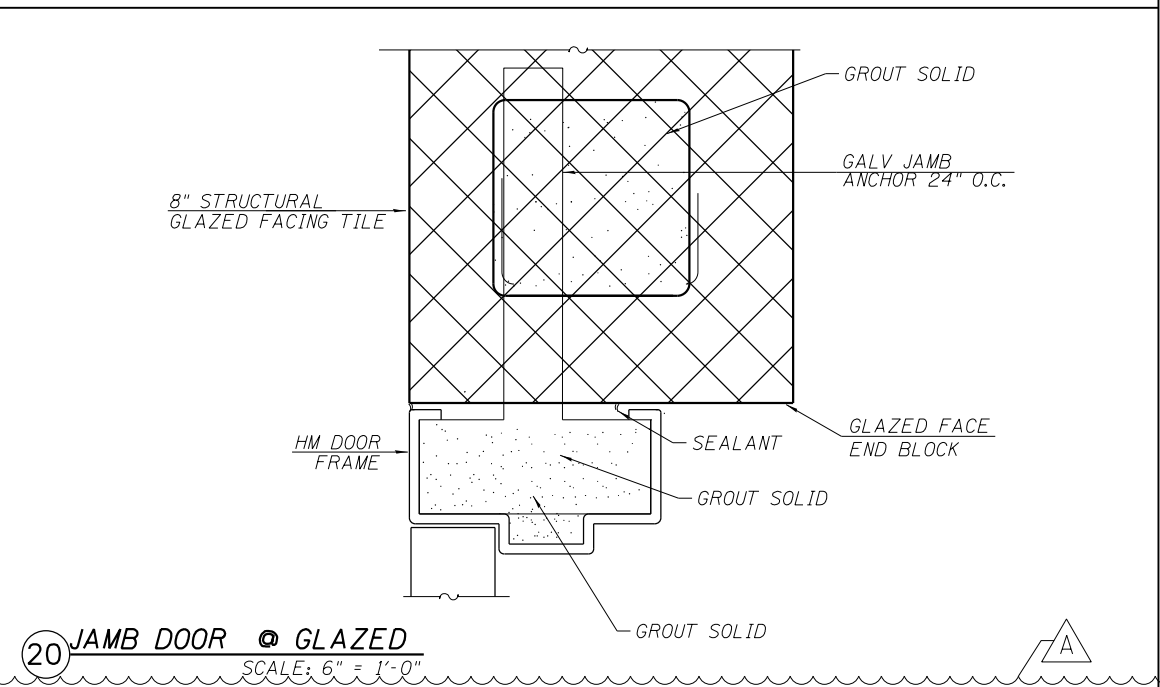 GROUT SOLID
GALV JAMB
ANCHOR 24" O.C.
8" STRUCTURAL
GLAZED FACING TILE
GLAZED FACE
END BLOCK
HM DOOR
FRAME
SEALANT
GROUT SOLID
GROUT SOLID
20 JAMB DOOR @ GLAZED
SCALE: 6" = 1'-0"
A